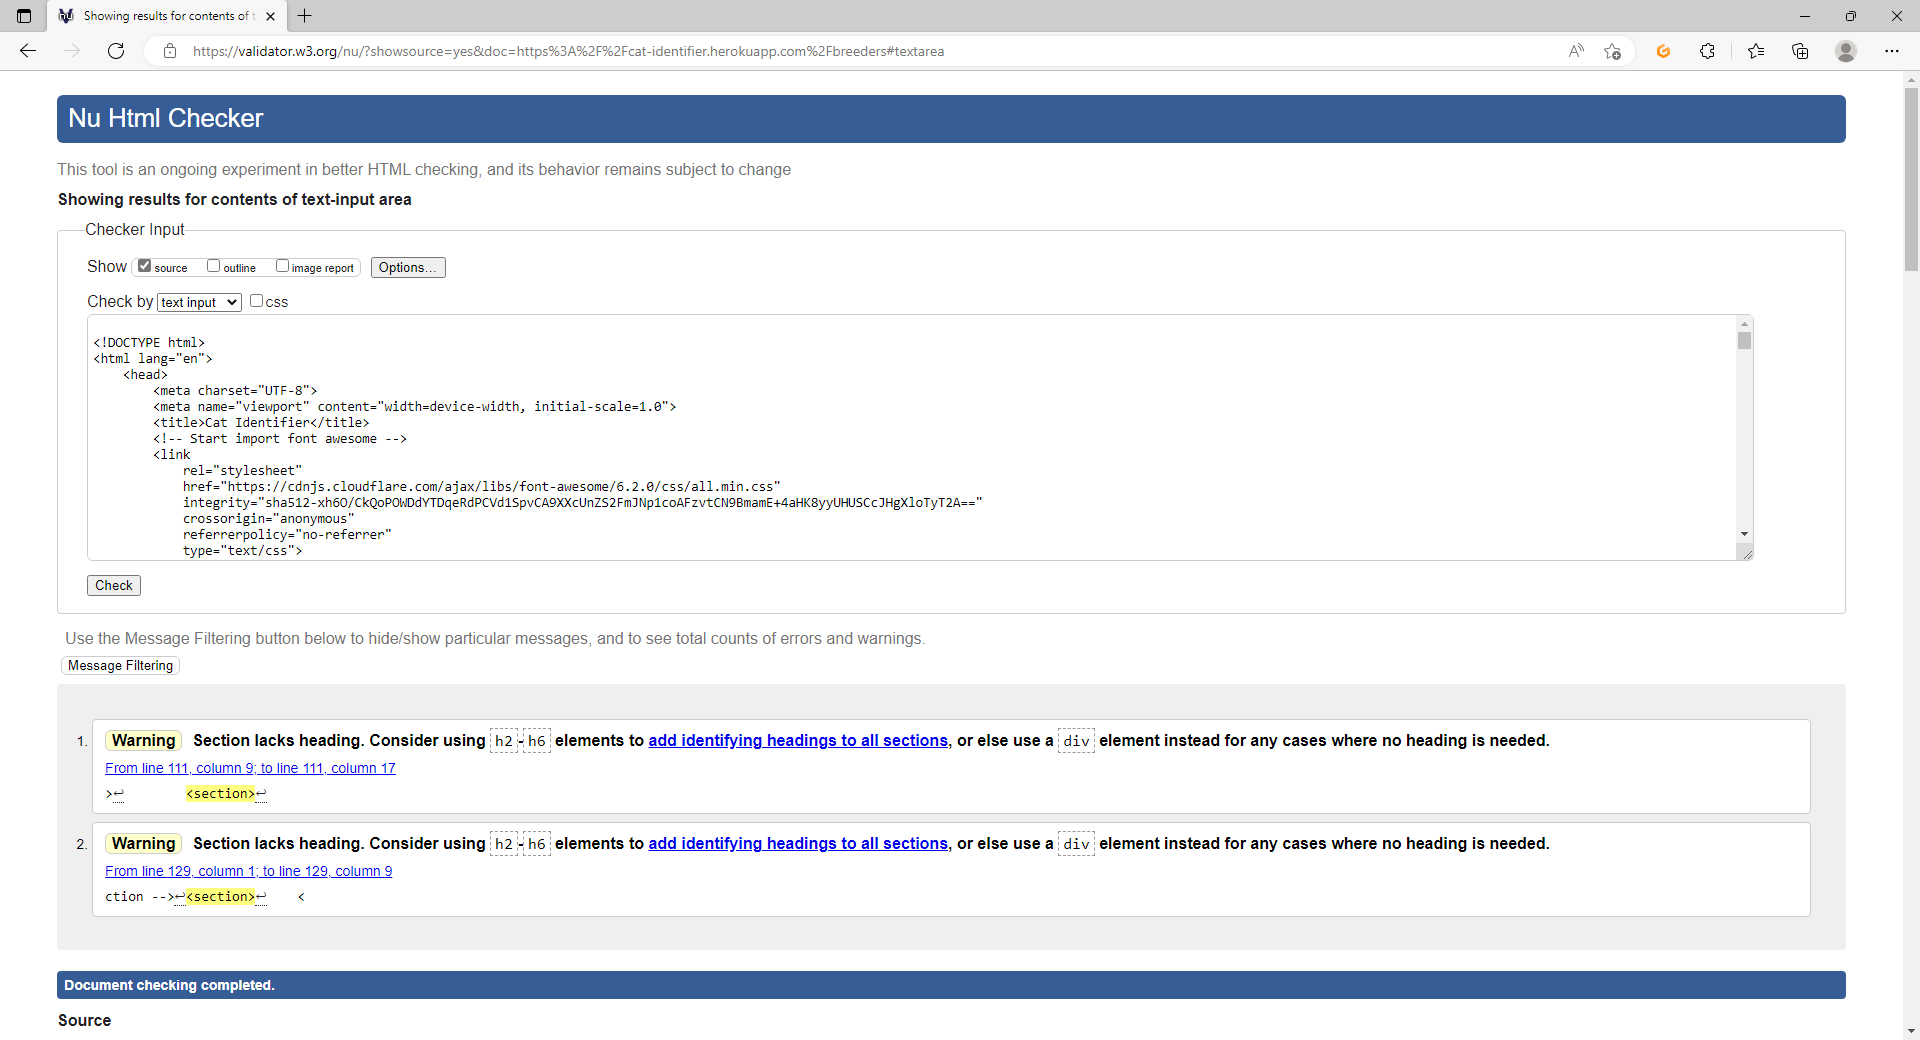 Showing results for contents of t
https://validator.w3.org/nu/?showsource=yes&doc=https%3A%2F%2Fcat-identifier.herokuapp.com%2Fbreeders#textarea
Nu Html Checker
This tool is an ongoing experiment in better HTML checking, and its behavior remains subject to change
Showing results for contents of text-input area
Checker Input
Show source outline image report Options...
Check by text input css
<!DOCTYPE html>
<html lang="en">
<head>
<meta charset="UTF-8">
<meta name="viewport" content="width=device-width, initial-scale=1.0">
<title>Cat Identifier</title>
<!-- Start import font awesome -->
<link
rel="stylesheet"
href="https://cdnjs.cloudflare.com/ajax/libs/font-awesome/6.2.0/css/all.min.css"
integrity="sha512-xh6O/CkQoPOWDdYTDqeRdPCVd1SpvCA9XXcUnZS2FmJNp1coAFzvtCN9BmamE+4aHK8yyUHUSCcJHgXloTyT2A=="
crossorigin="anonymous"
referrerpolicy="no-referrer"
type="text/css">
Check
Use the Message Filtering button below to hide/show particular messages, and to see total counts of errors and warnings.
Message Filtering
1. Warning Section lacks heading. Consider using h2-h6 elements to add identifying headings to all sections, or else use a div element instead for any cases where no heading is needed.
From line 111, column 9; to line 111, column 17
>↩ <section>↩
2. Warning Section lacks heading. Consider using h2-h6 elements to add identifying headings to all sections, or else use a div element instead for any cases where no heading is needed.
From line 129, column 1; to line 129, column 9
ction -->↩<section>↩ <
Document checking completed.
Source